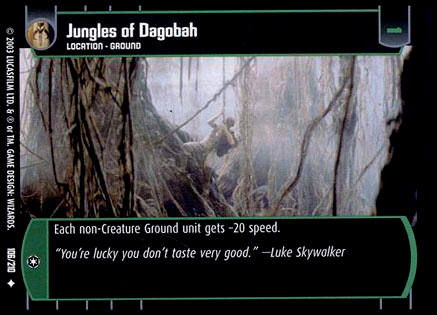 Jungles of Dagobah
LOCATION - GROUND
Each non-Creature Ground unit gets -20 speed.
“You're lucky you don't taste very good.” —Luke Skywalker
© 2003 LUCASFILM LTD. & ® or TM. GAME DESIGN: WIZARDS.
106/210